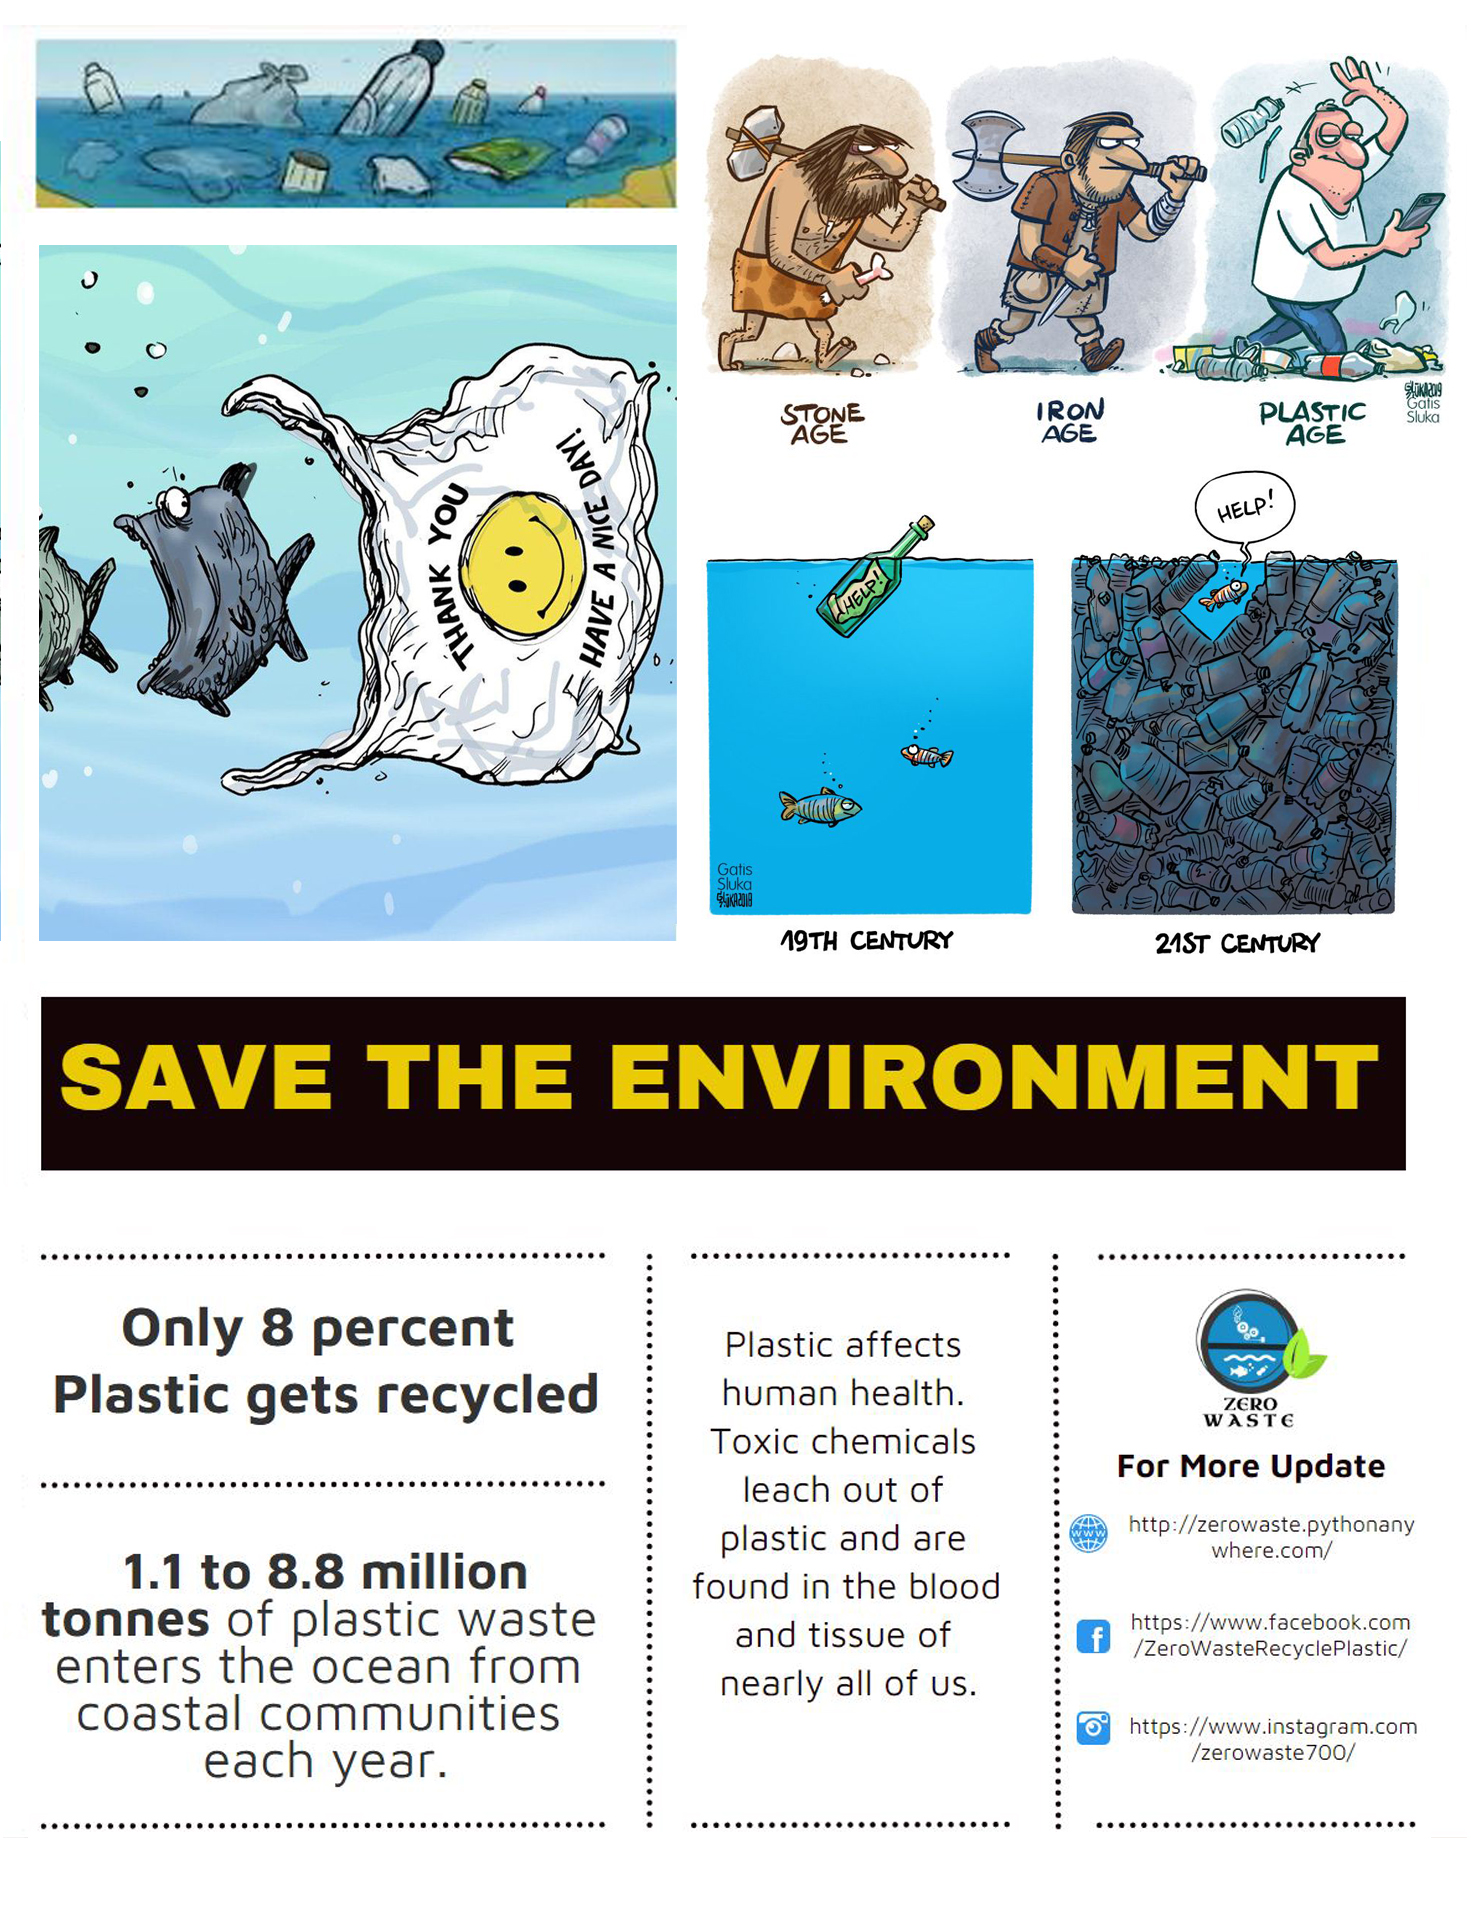 THANK YOU
HAVE A NICE DAY!
STONE
AGE
IRON
AGE
PLASTIC
AGE
Gatis
Sluka
HELP!
HELP!
Gatis
Sluka
19TH CENTURY
21ST CENTURY
SAVE THE ENVIRONMENT
Only 8 percent
Plastic gets recycled
1.1 to 8.8 million
tonnes of plastic waste
enters the ocean from
coastal communities
each year.
Plastic affects
human health.
Toxic chemicals
leach out of
plastic and are
found in the blood
and tissue of
nearly all of us.
ZERO
WASTE
For More Update
www
http://zerowaste.pythonany
where.com/
f
https://www.facebook.com
/ZeroWasteRecyclePlastic/
https://www.instagram.com
/zerowaste700/